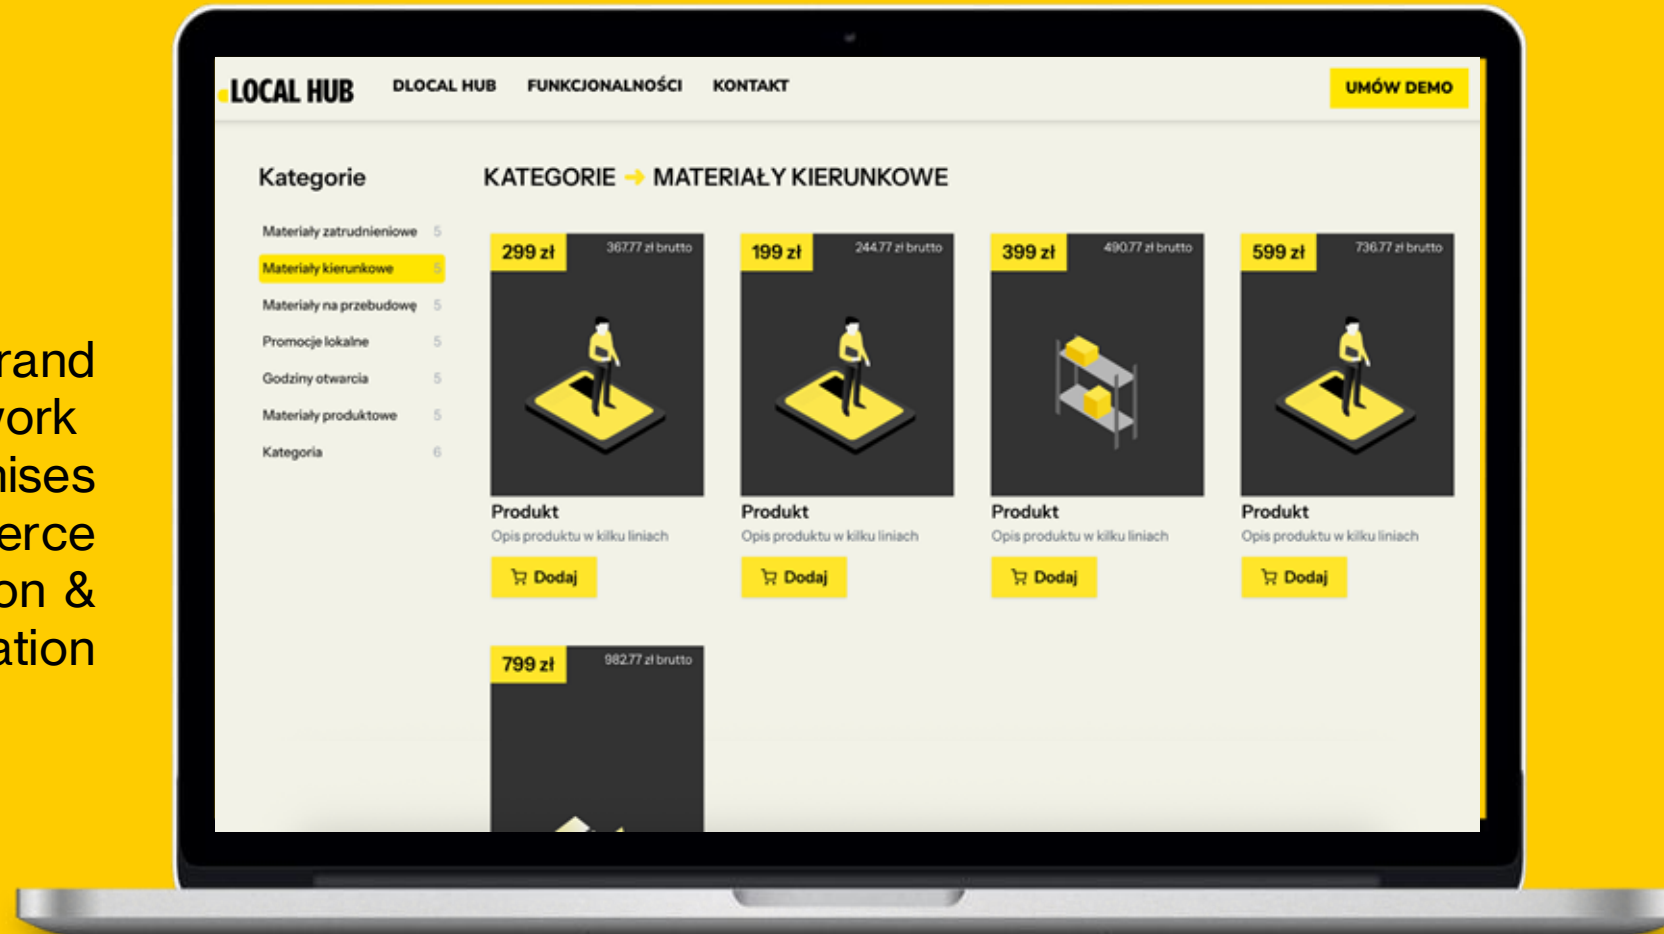 LOCAL HUB
DLOCAL HUB
FUNKCJONALNOŚCI
KONTAKT
UMÓW DEMO
Kategorie
Materiały zatrudnieniowe 5
Materiały kierunkowe 5
Materiały na przebudowę 5
Promocje lokalne 5
Godziny otwarcia 5
Materiały produktowe 5
Kategoria 6
KATEGORIE → MATERIAŁY KIERUNKOWE
299 zł 367.77 zł brutto
Produkt
Opis produktu w kilku liniach
Dodaj
199 zł 244.77 zł brutto
Produkt
Opis produktu w kilku liniach
Dodaj
399 zł 490.77 zł brutto
Produkt
Opis produktu w kilku liniach
Dodaj
599 zł 736.77 zł brutto
Produkt
Opis produktu w kilku liniach
Dodaj
799 zł 982.77 zł brutto
rand
ork
ises
erce
on &
ation